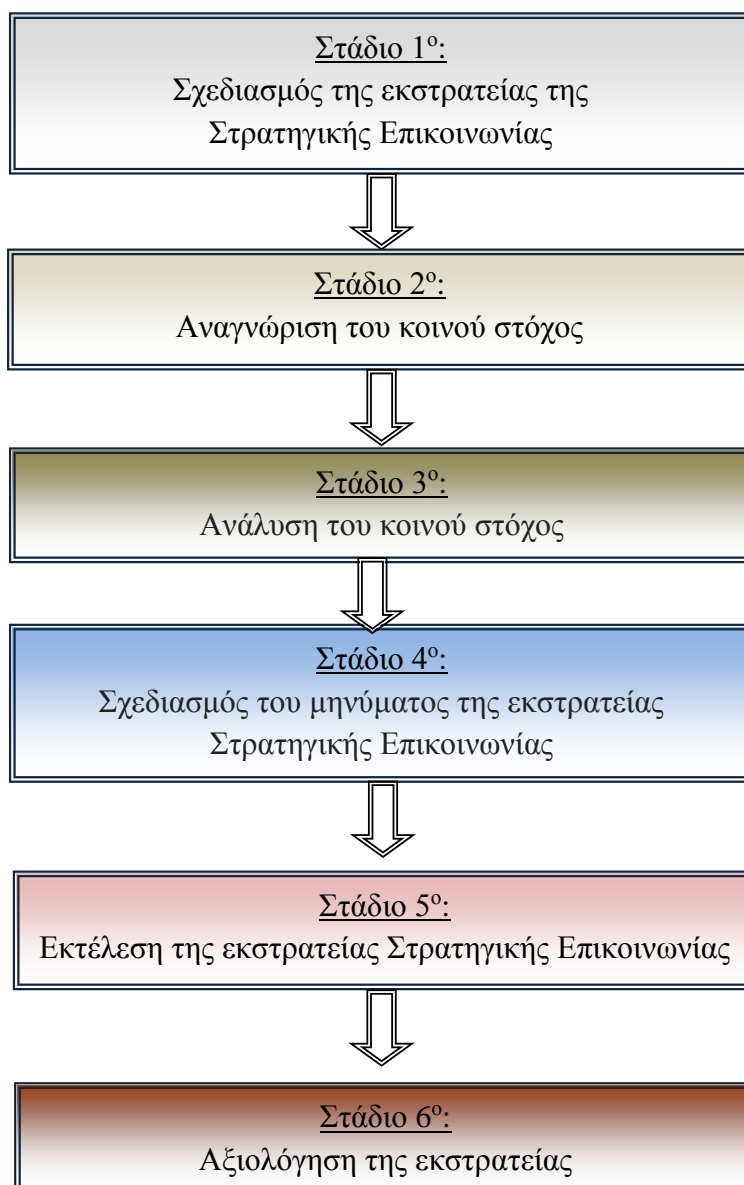 Στάδιο 1ο:
Σχεδιασμός της εκστρατείας της
Στρατηγικής Επικοινωνίας
Στάδιο 2ο:
Αναγνώριση του κοινού στόχος
Στάδιο 3ο:
Ανάλυση του κοινού στόχος
Στάδιο 4ο:
Σχεδιασμός του μηνύματος της εκστρατείας
Στρατηγικής Επικοινωνίας
Στάδιο 5ο:
Εκτέλεση της εκστρατείας Στρατηγικής Επικοινωνίας
Στάδιο 6ο:
Αξιολόγηση της εκστρατείας